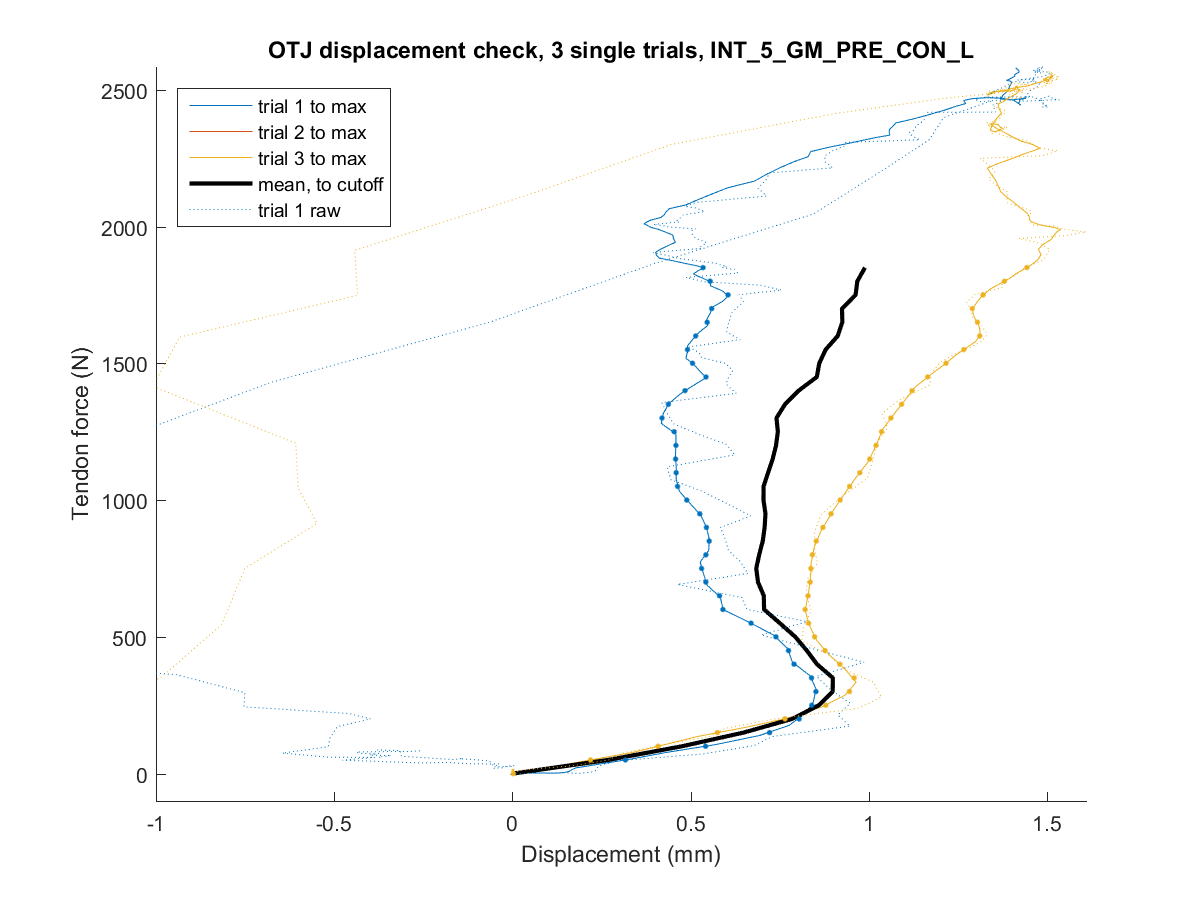 OTJ displacement check, 3 single trials, INT_5_GM_PRE_CON_L
trial 1 to max
trial 2 to max
trial 3 to max
mean, to cutoff
trial 1 raw
Tendon force (N)
2500
2000
1500
1000
500
0
-1
-0.5
0
0.5
1
1.5
Displacement (mm)